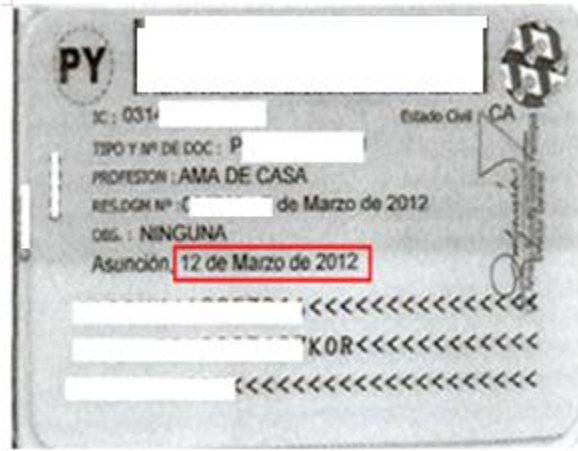 PY
IC : 031
Estado Civil : CA
TIPO Y Nº DE DOC : P
PROFESION : AMA DE CASA
RES.DGM Nº : de Marzo de 2012
OBS. : NINGUNA
Asunción, 12 de Marzo de 2012
<<<<<<<<<<<<<<<<
KOR<<<<<<<<<<<<<
<<<<<<<<<<<<<<<<<<<<<